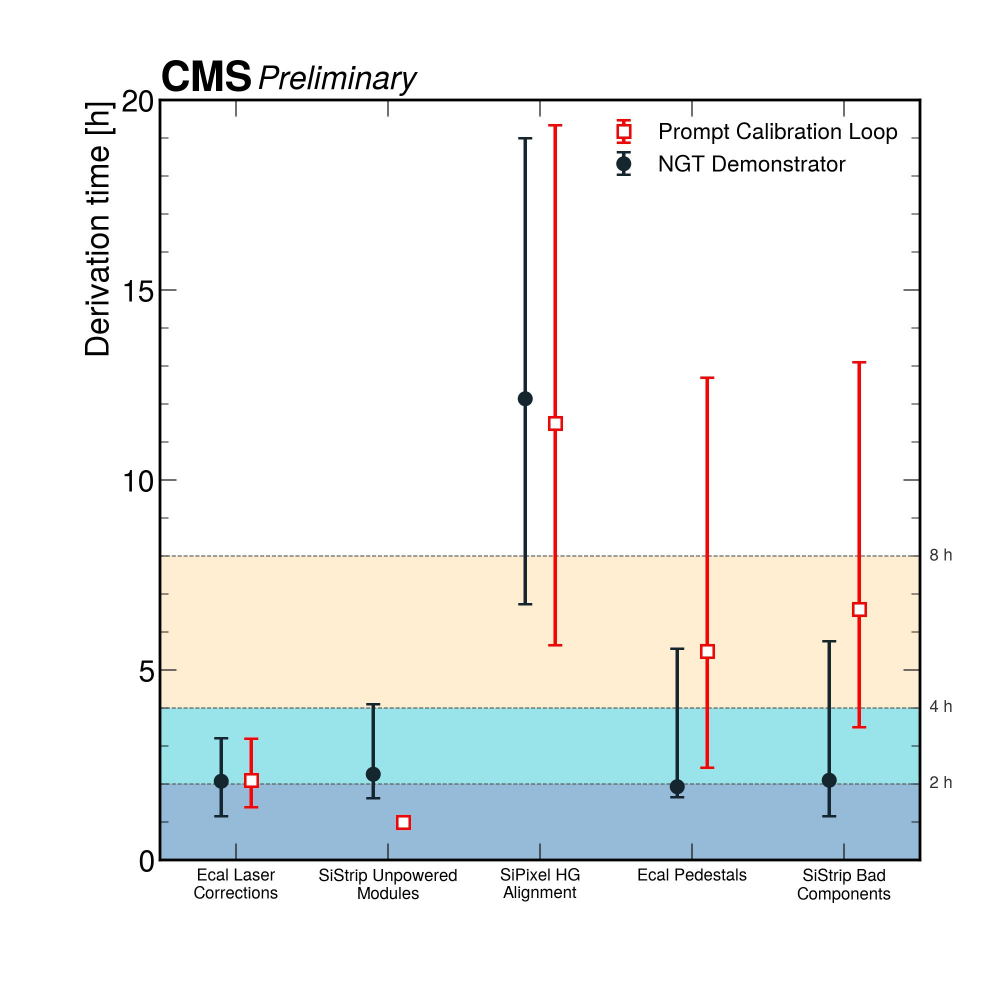 CMS Preliminary
Derivation time [h]
20
15
10
5
0
Prompt Calibration Loop
NGT Demonstrator
8 h
4 h
2 h
Ecal Laser
Corrections
SiStrip Unpowered
Modules
SiPixel HG
Alignment
Ecal Pedestals
SiStrip Bad
Components